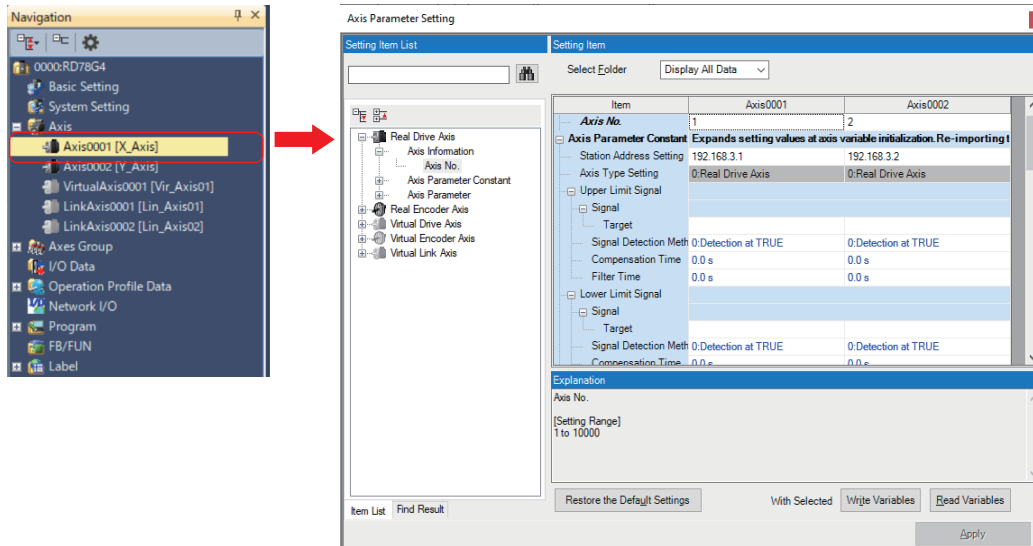 Navigation
0000:RD78G4
Basic Setting
System Setting
Axis
Axis0001 [X_Axis]
Axis0002 [Y_Axis]
VirtualAxis0001 [Vir_Axis01]
LinkAxis0001 [Lin_Axis01]
LinkAxis0002 [Lin_Axis02]
Axes Group
I/O Data
Operation Profile Data
Network I/O
Program
FB/FUN
Label
Axis Parameter Setting
Setting Item List
Real Drive Axis
Axis Information
Axis No.
Axis Parameter Constant
Axis Parameter
Real Encoder Axis
Virtual Drive Axis
Virtual Encoder Axis
Virtual Link Axis
Item List Find Result
Setting Item
Select Folder Display All Data
Item Axis0001 Axis0002
Axis No. 1 2
Axis Parameter Constant Expands setting values at axis variable initialization.Re-importing t
Station Address Setting 192.168.3.1 192.168.3.2
Axis Type Setting 0:Real Drive Axis 0:Real Drive Axis
Upper Limit Signal
Signal
Target
Signal Detection Meth 0:Detection at TRUE 0:Detection at TRUE
Compensation Time 0.0 s 0.0 s
Filter Time 0.0 s 0.0 s
Lower Limit Signal
Signal
Target
Signal Detection Meth 0:Detection at TRUE 0:Detection at TRUE
Compensation Time 0.0 s 0.0 s
Explanation
Axis No.
[Setting Range]
1 to 10000
Restore the Default Settings With Selected Write Variables Read Variables
Apply